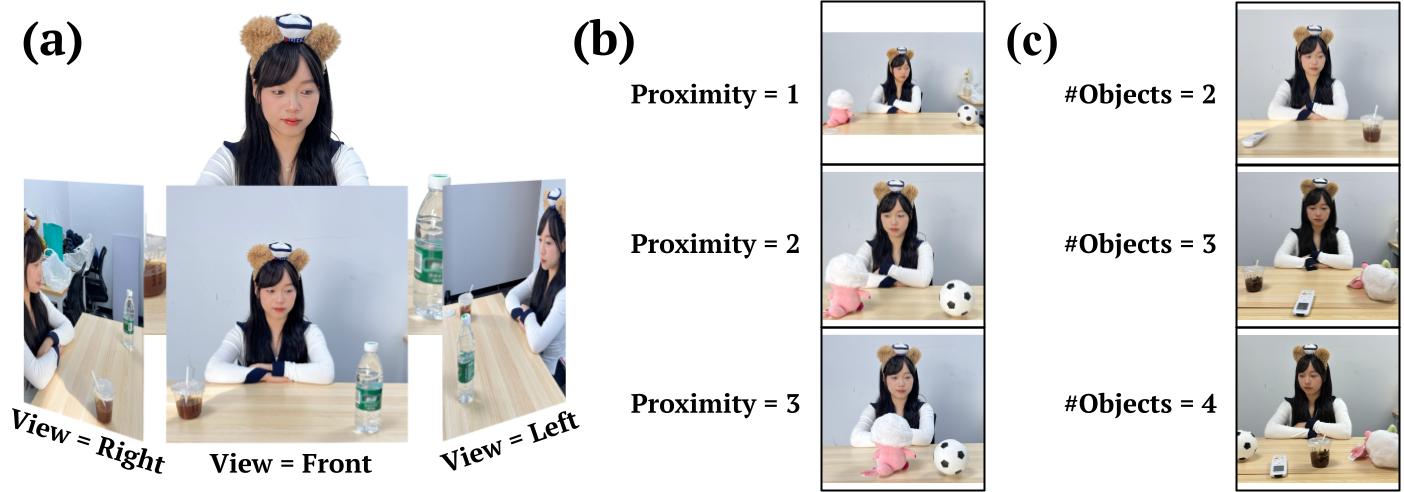 (a)
View = Right
View = Front
View = Left
(b)
Proximity = 1
Proximity = 2
Proximity = 3
(c)
#Objects = 2
#Objects = 3
#Objects = 4